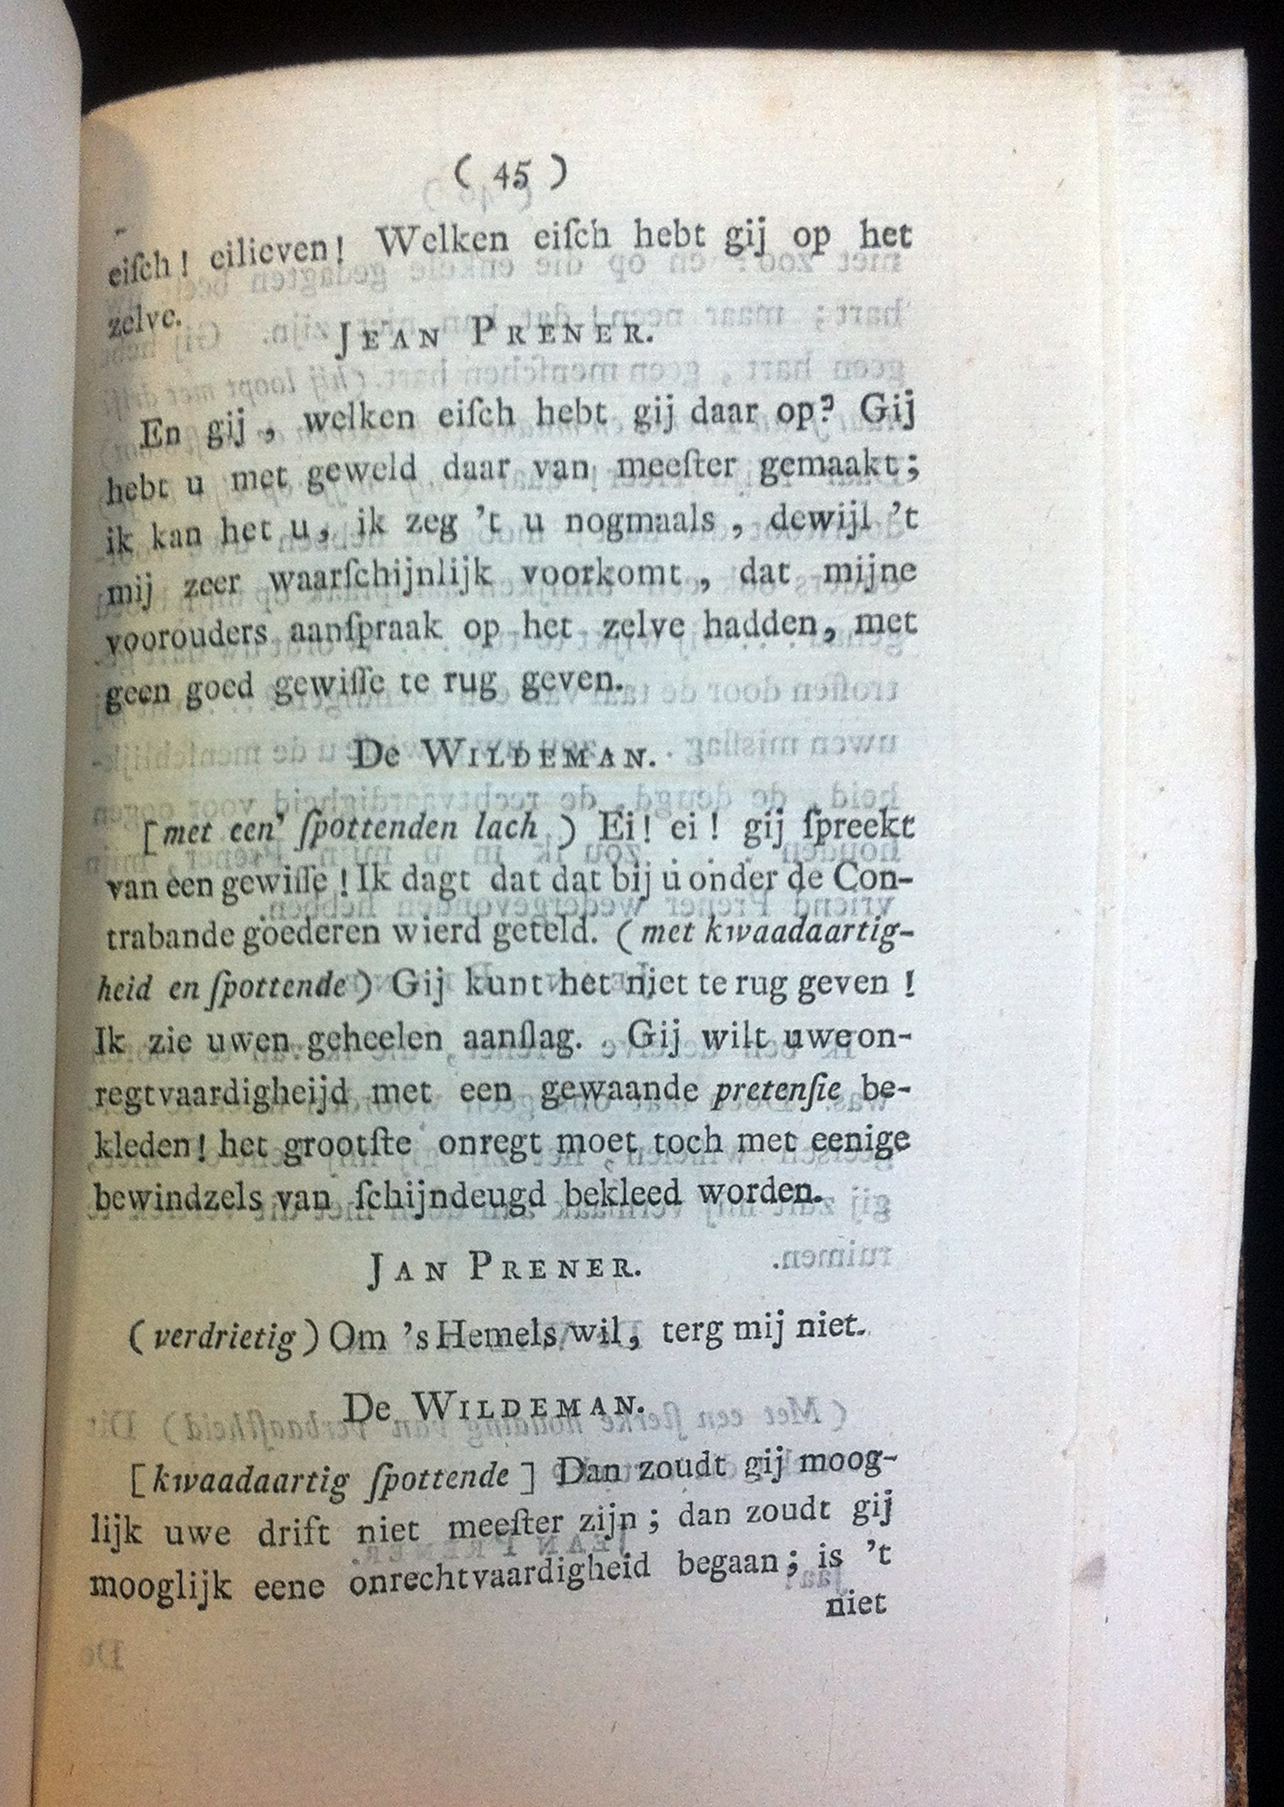 ( 45 )
eiſch! eilieven! Welken eiſch hebt gij op het
zelve.
JEAN PRENER.
En gij, welken eiſch hebt gij daar op? Gij
hebt u met geweld daar van meeſter gemaakt;
ik kan het u, ik zeg 't u nogmaals, dewijl 't
mij zeer waarſchijnlijk voorkomt, dat mijne
voorouders aanſpraak op het zelve hadden, met
geen goed gewiſſe te rug geven.
De WILDEMAN.
[met een' ſpottenden lach) Ei! ei! gij ſpreekt
van een gewiſſe! Ik dagt dat dat bij u onder de Con-
trabande goederen wierd geteld. (met kwaadaartig-
heid en ſpottende) Gij kunt het niet te rug geven!
Ik zie uwen geheelen aanſlag. Gij wilt uwe on-
regtvaardigheijd met een gewaande pretenſie be-
kleden! het grootſte onregt moet toch met eenige
bewindzels van ſchijndeugd bekleed worden.
JAN PRENER.
(verdrietig) Om 's Hemels wil, terg mij niet.
De WILDEMAN.
[kwaadaartig ſpottende] Dan zoudt gij moog-
lijk uwe drift niet meeſter zijn; dan zoudt gij
mooglijk eene onrechtvaardigheid begaan; is 't
niet